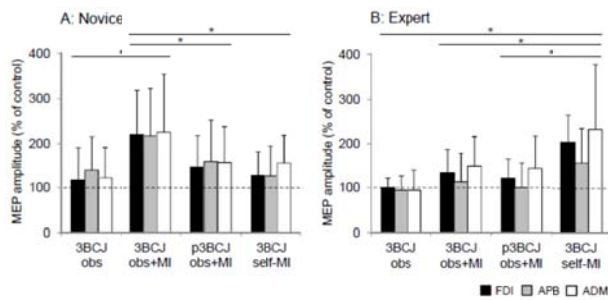 A: Novice
B: Expert
*
*
*
*
*
*
MEP amplitude (% of control)
400
300
200
100
0
3BCJ obs
3BCJ obs+MI
p3BCJ obs+MI
3BCJ self-MI
MEP amplitude (% of control)
400
300
200
100
0
3BCJ obs
3BCJ obs+MI
p3BCJ obs+MI
3BCJ self-MI
FDI APB ADM